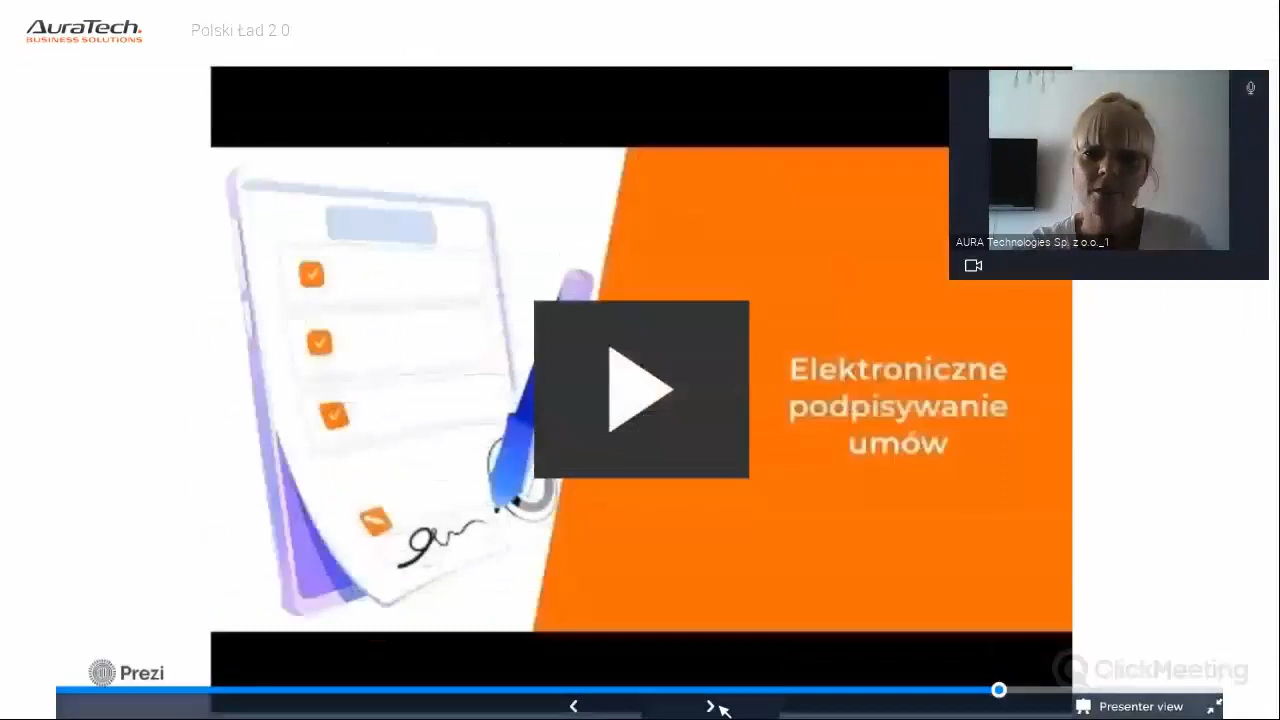 AURATECH.
BUSINESS SOLUTIONS
Polski Ład 2.0
AURA Technologies Sp. z o.o._1
Elektroniczne
podpisywanie
umów
Prezi
ClickMeeting
Presenter view